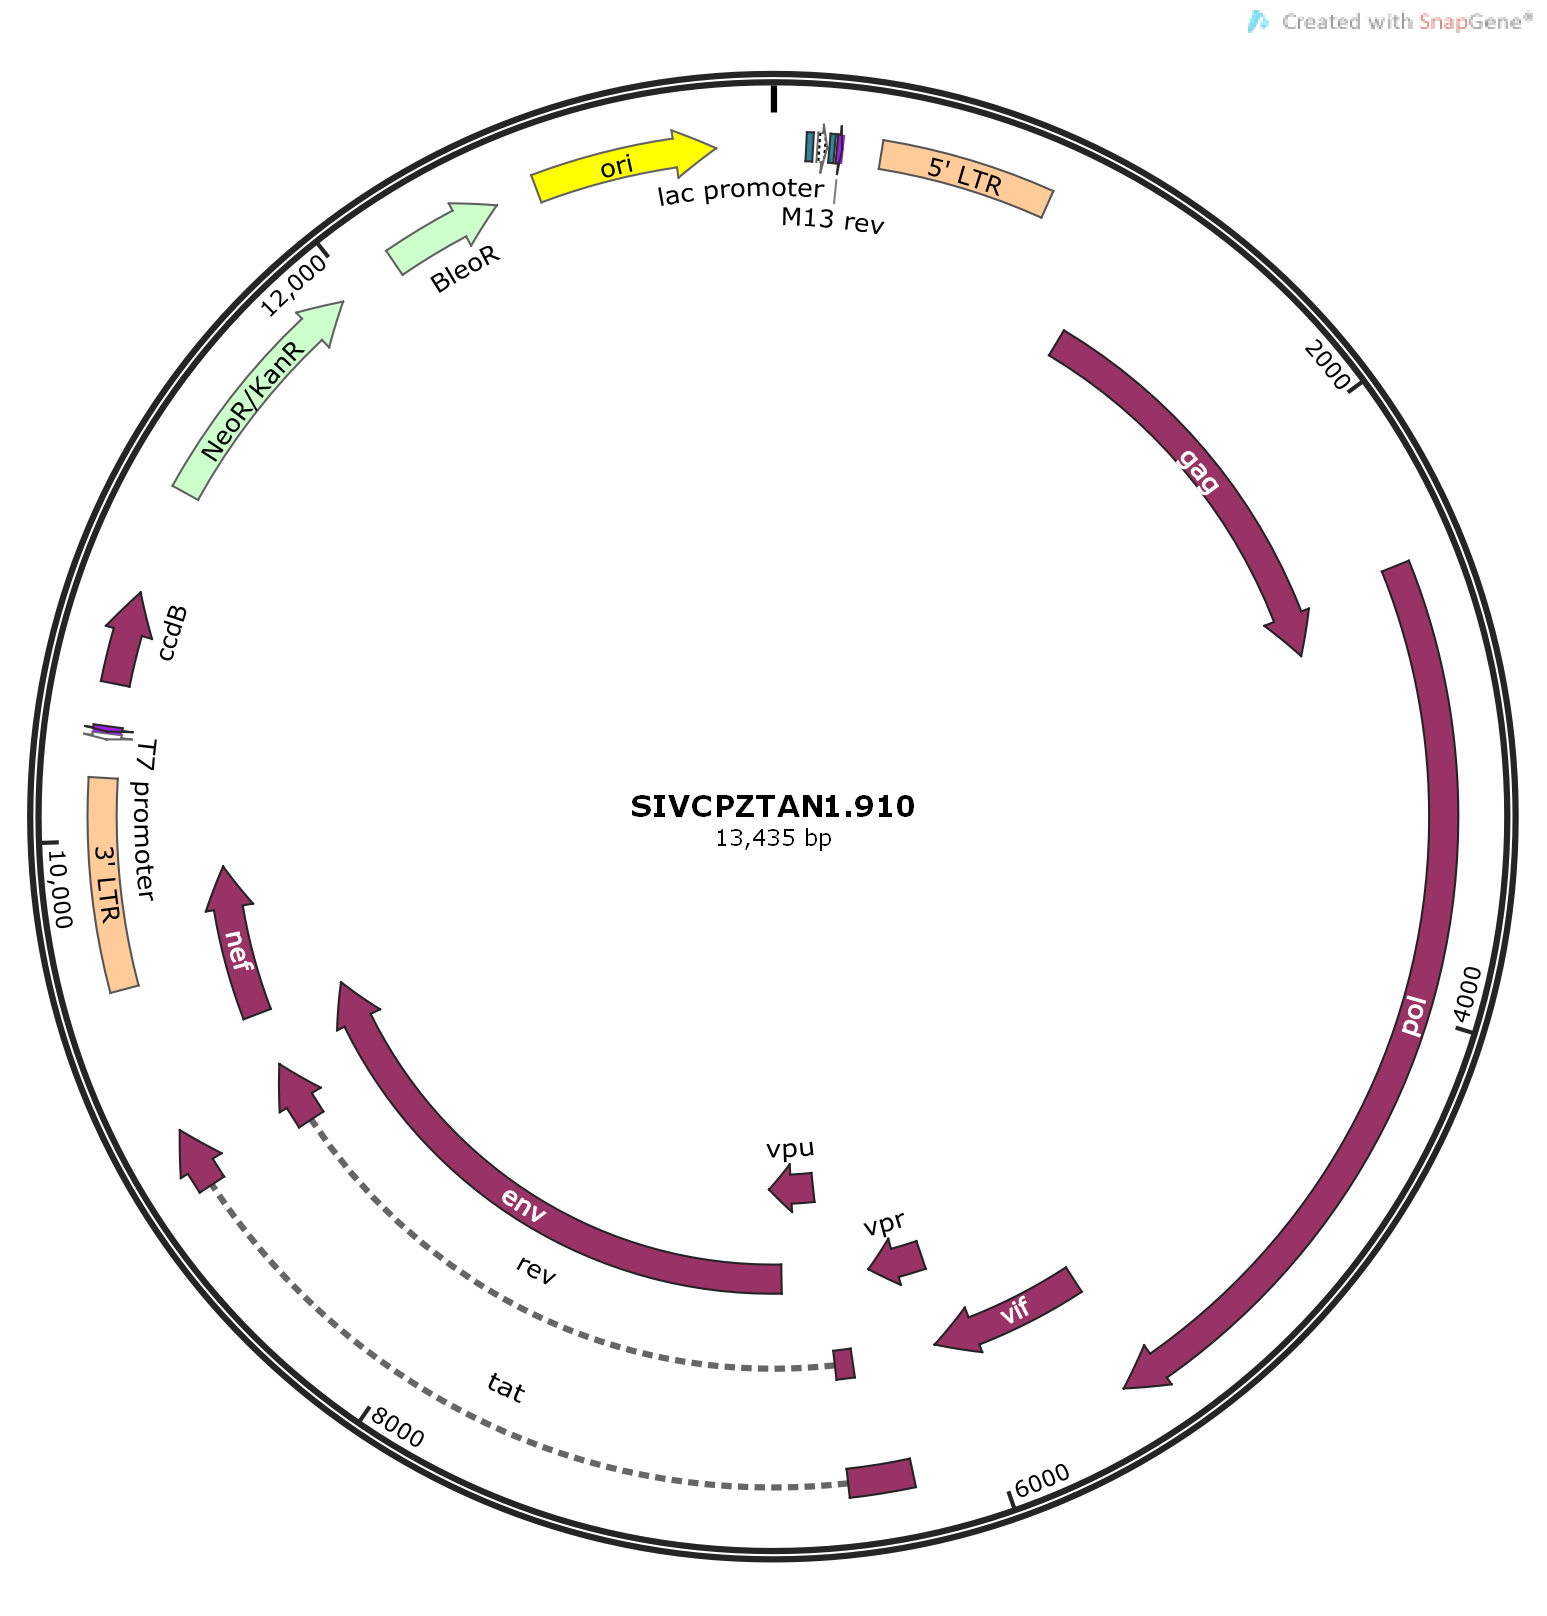 Created with SnapGene®
ori
lac promoter
M13 rev
5' LTR
BleoR
12,000
NeoR/KanR
2000
gag
ccdB
T7 promoter
SIVCPZTAN1.910
13,435 bp
3' LTR
10,000
nef
4000
pol
vpu
env
vpr
rev
vif
tat
8000
6000